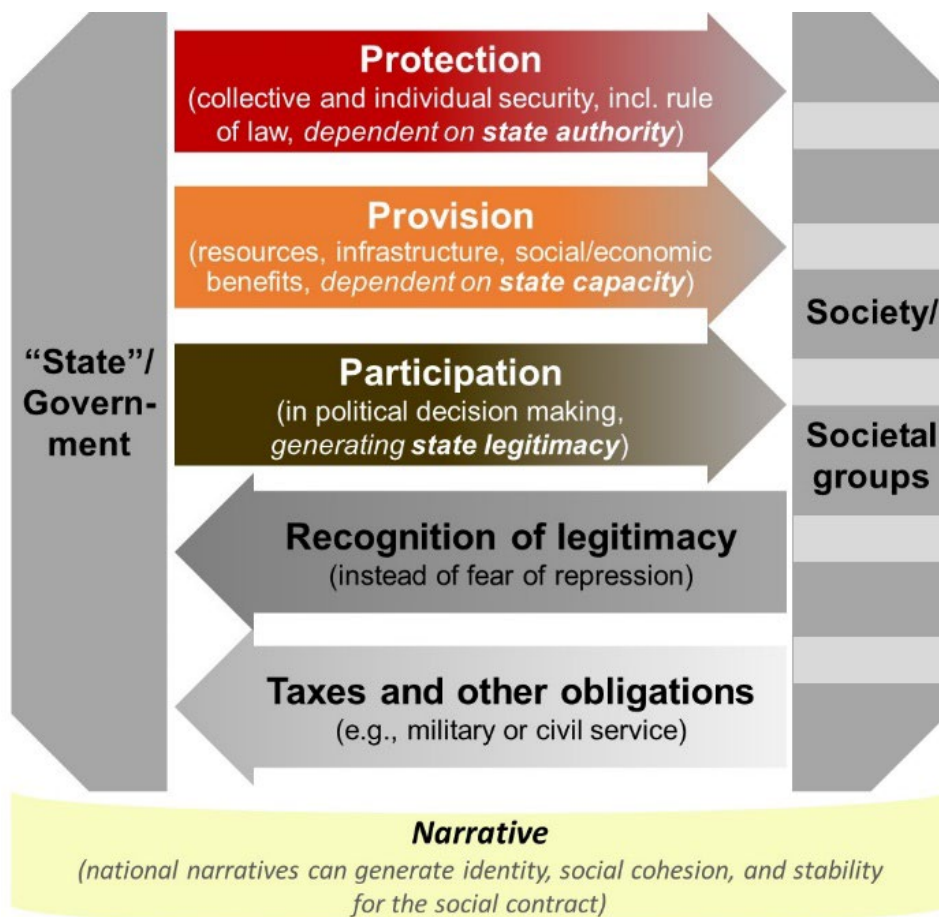 Protection
(collective and individual security, incl. rule
of law, dependent on state authority)
Provision
(resources, infrastructure, social/economic
benefits, dependent on state capacity)
“State”/
Govern-
ment
Participation
(in political decision making,
generating state legitimacy)
Society/
Societal
groups
Recognition of legitimacy
(instead of fear of repression)
Taxes and other obligations
(e.g., military or civil service)
Narrative
(national narratives can generate identity, social cohesion, and stability
for the social contract)